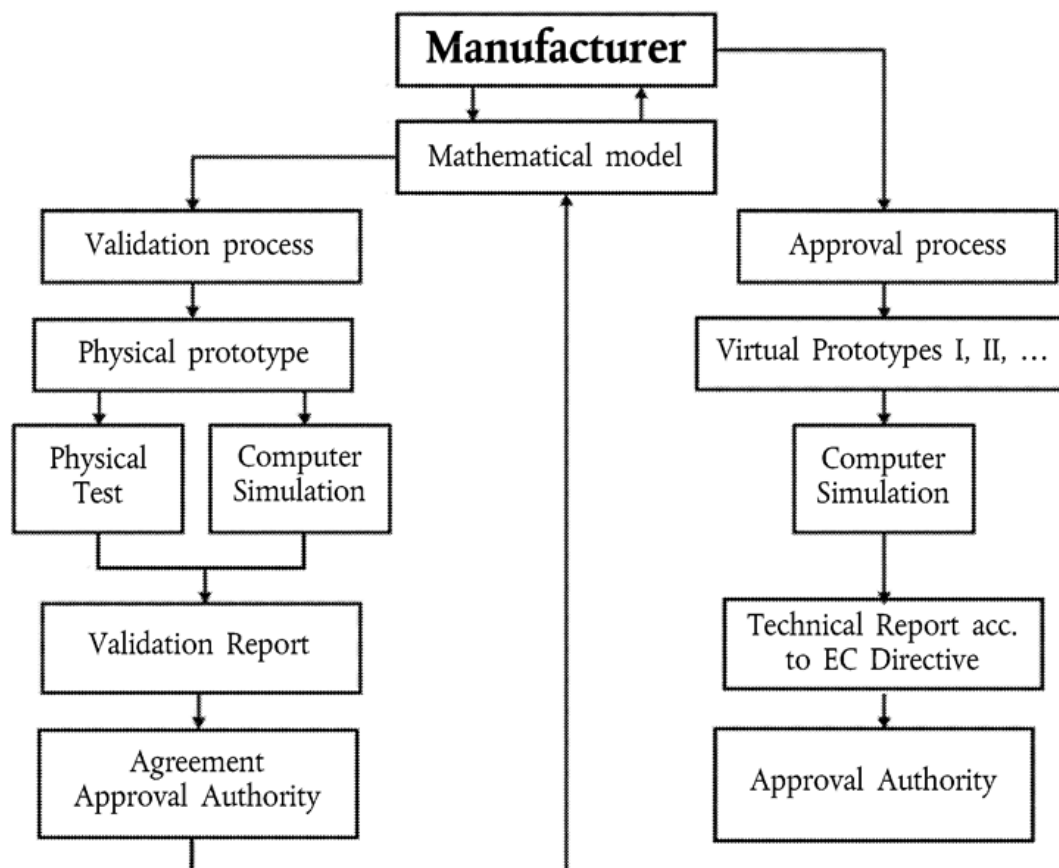 Manufacturer
Mathematical model
Validation process
Approval process
Physical prototype
Virtual Prototypes I, II, …
Physical
Test
Computer
Simulation
Computer
Simulation
Validation Report
Technical Report acc.
to EC Directive
Agreement
Approval Authority
Approval Authority